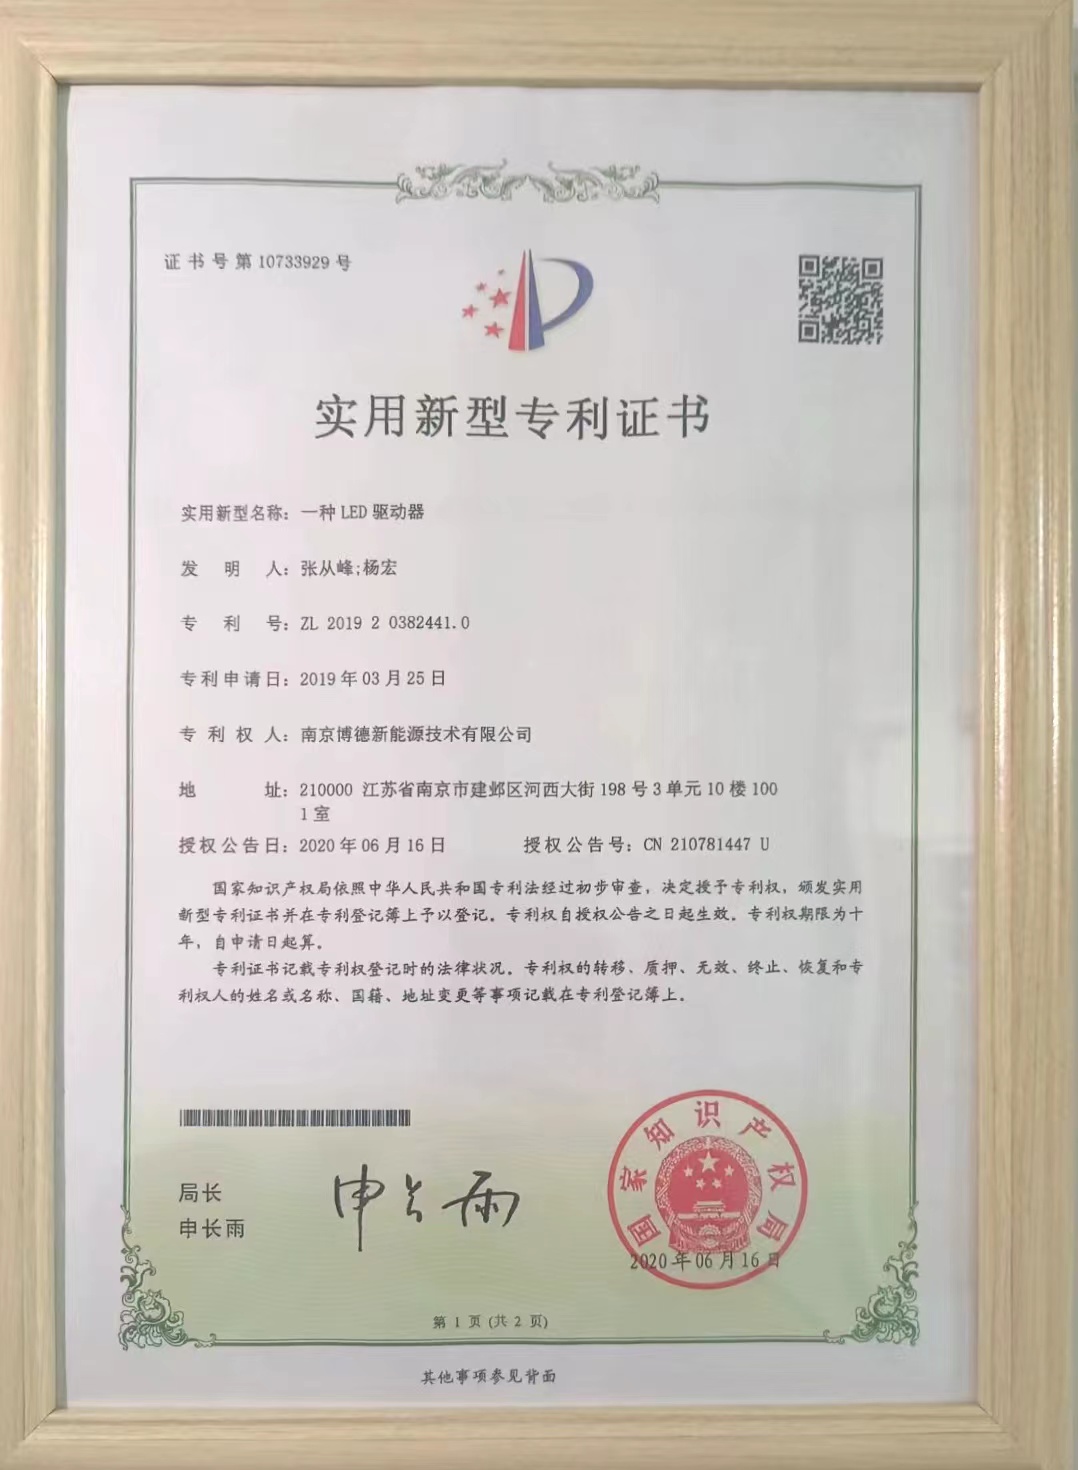 证书号第10733929号
实用新型专利证书
实用新型名称：一种LED驱动器
发明人：张从峰;杨宏
专利号：ZL 2019 2 0382441.0
专利申请日：2019年03月25日
专利权人：南京博德新能源技术有限公司
地址：210000 江苏省南京市建邺区河西大街198号3单元10楼100
1室
授权公告日：2020年06月16日 授权公告号：CN 210781447 U
国家知识产权局依照中华人民共和国专利法经过初步审查，决定授予专利权，颁发实用
新型专利证书并在专利登记簿上予以登记。专利权自授权公告之日起生效。专利权期限为十
年，自申请日起算。
专利证书记载专利权登记时的法律状况。专利权的转移、质押、无效、终止、恢复和专
利权人的姓名或名称、国籍、地址变更等事项记载在专利登记簿上。
局长
申长雨
申长雨
国家知识产权局
2020年06月16日
第 1 页 (共 2 页)
其他事项参见背面